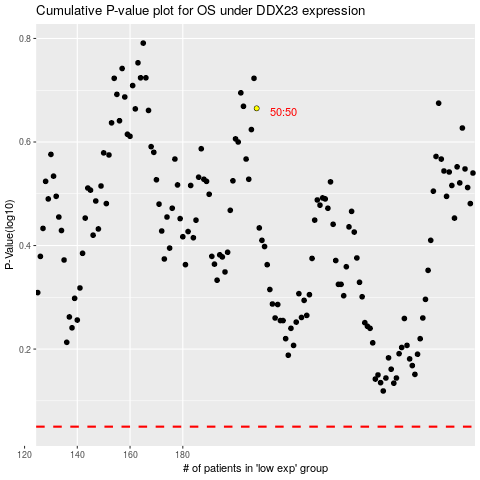 Cumulative P-value plot for OS under DDX23 expression
P-Value(log10)
0.8
0.6
0.4
0.2
50:50
120 140 160 180
# of patients in 'low exp' group